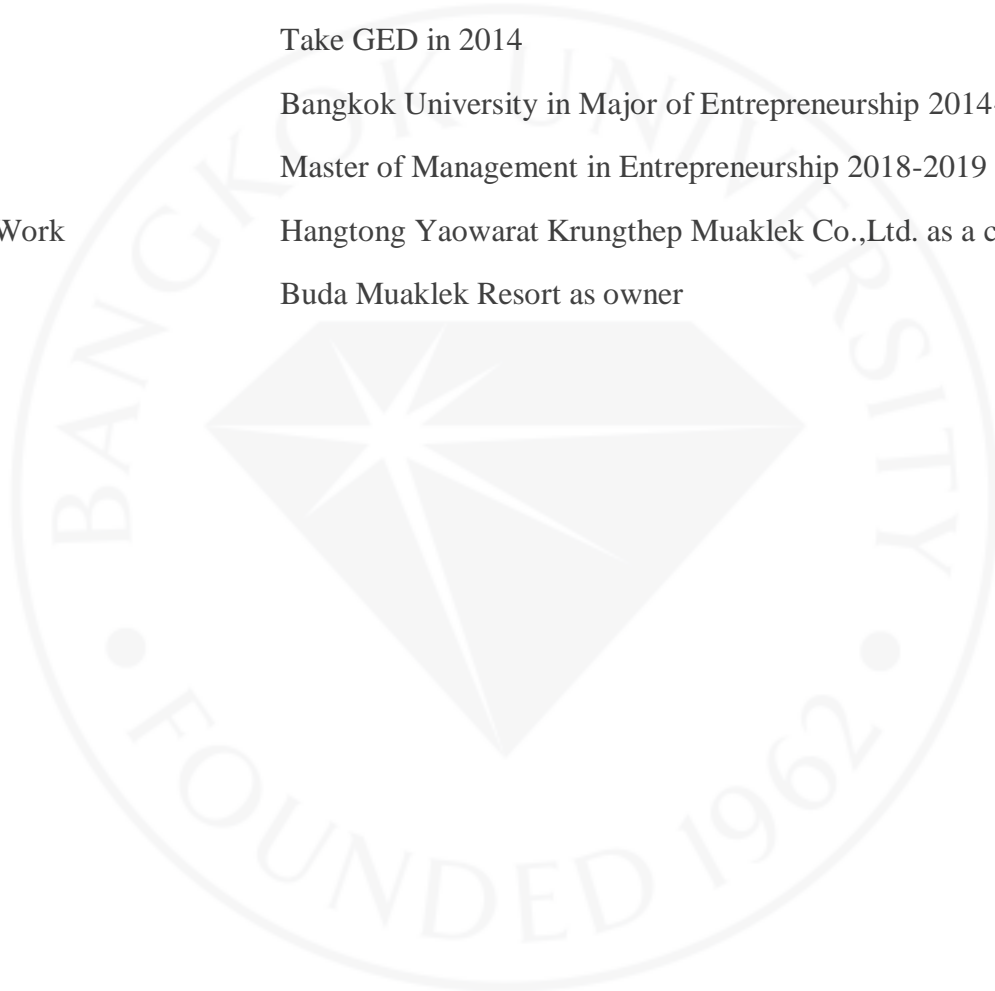 Take GED in 2014
Bangkok University in Major of Entrepreneurship 2014-
Master of Management in Entrepreneurship 2018-2019
Work Hangtong Yaowarat Krungthep Muaklek Co.,Ltd. as a
Buda Muaklek Resort as owner
BANGKOK UNIVERSITY
FOUNDED 1962